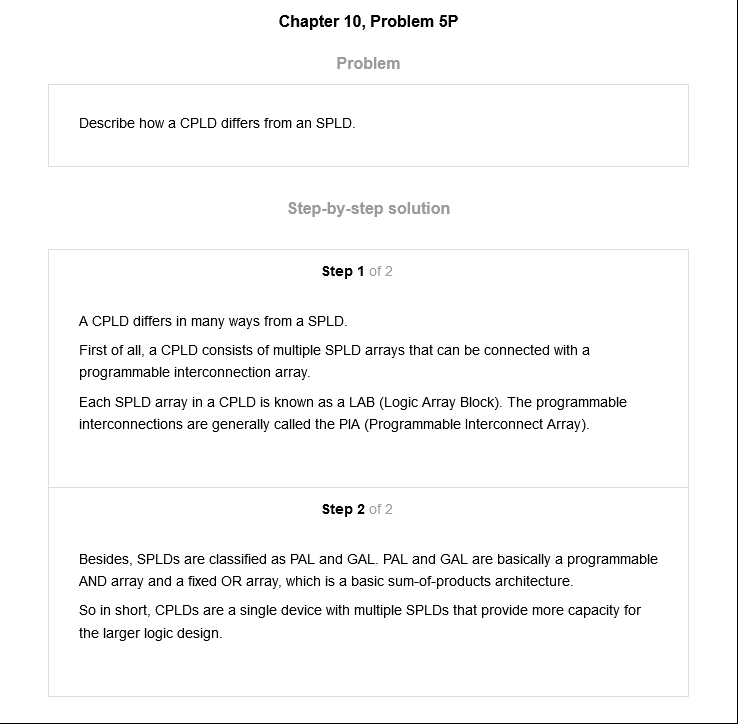 Chapter 10, Problem 5P
Problem
Describe how a CPLD differs from an SPLD.
Step-by-step solution
Step 1 of 2
A CPLD differs in many ways from a SPLD.
First of all, a CPLD consists of multiple SPLD arrays that can be connected with a
programmable interconnection array.
Each SPLD array in a CPLD is known as a LAB (Logic Array Block). The programmable
interconnections are generally called the PIA (Programmable Interconnect Array).
Step 2 of 2
Besides, SPLDs are classified as PAL and GAL. PAL and GAL are basically a programmable
AND array and a fixed OR array, which is a basic sum-of-products architecture.
So in short, CPLDs are a single device with multiple SPLDs that provide more capacity for
the larger logic design.